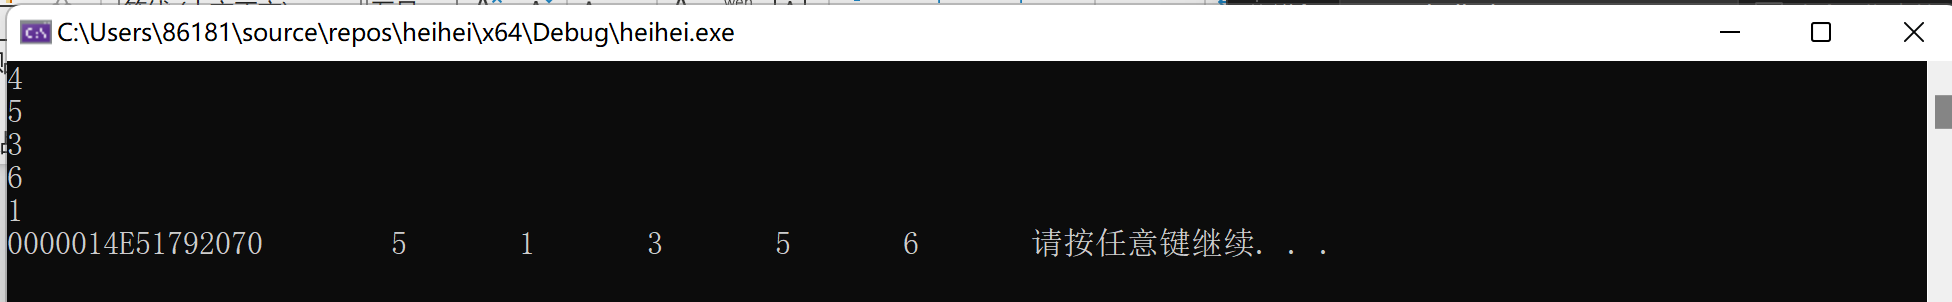 C:\Users\86181\source\repos\heihei\x64\Debug\heihei.exe
4
5
3
6
1
0000014E51792070 5 1 3 5 6 请按任意键继续. . .